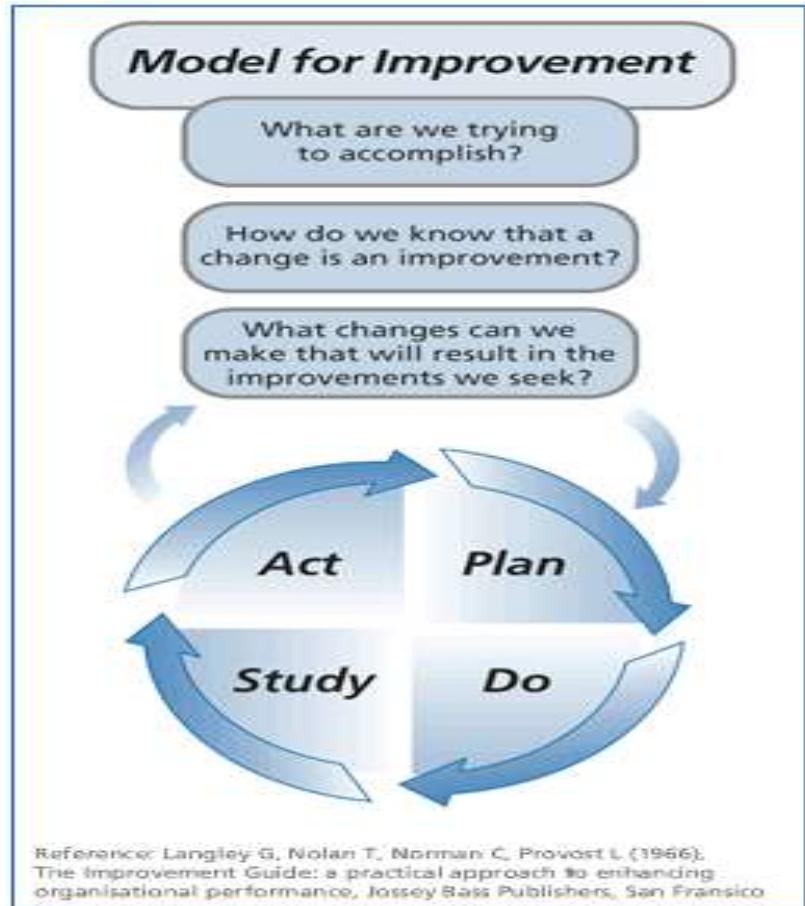 Model for Improvement
What are we trying
to accomplish?
How do we know that a
change is an improvement?
What changes can we
make that will result in the
improvements we seek?
Act
Plan
Study
Do
Reference: Langley G, Nolan T, Norman C, Provost L (1966),
The Improvement Guide: a practical approach to enhancing
organisational performance, Jossey Bass Publishers, San Fransico